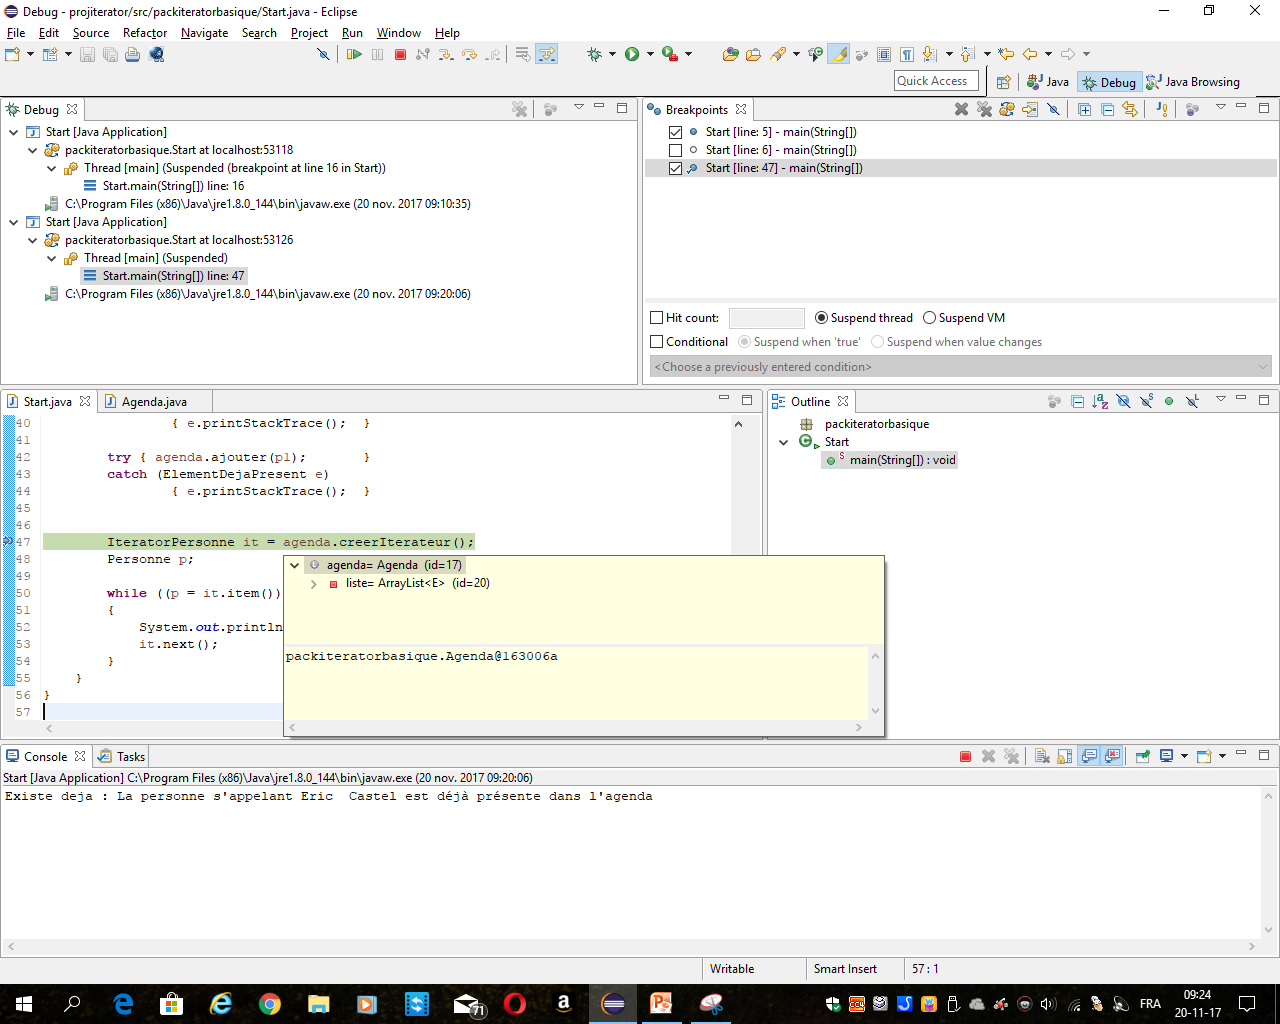 Debug - projiterator/src/packiteratorbasique/Start.java - Eclipse
File Edit Source Refactor Navigate Search Project Run Window Help
Quick Access
Java
Debug
Java Browsing
Debug
Start [Java Application]
packiteratorbasique.Start at localhost:53118
Thread [main] (Suspended (breakpoint at line 16 in Start))
Start.main(String[]) line: 16
C:\Program Files (x86)\Java\jre1.8.0_144\bin\javaw.exe (20 nov. 2017 09:10:35)
Start [Java Application]
packiteratorbasique.Start at localhost:53126
Thread [main] (Suspended)
Start.main(String[]) line: 47
C:\Program Files (x86)\Java\jre1.8.0_144\bin\javaw.exe (20 nov. 2017 09:20:06)
Breakpoints
Start [line: 5] - main(String[])
Start [line: 6] - main(String[])
Start [line: 47] - main(String[])
Hit count:
Suspend thread
Suspend VM
Conditional
Suspend when 'true'
Suspend when value changes
<Choose a previously entered condition>
Start.java
Agenda.java
40 { e.printStackTrace(); }
41
42 try { agenda.ajouter(p1); }
43 catch (ElementDejaPresent e)
44 { e.printStackTrace(); }
45
46
47 IteratorPersonne it = agenda.creerIterateur();
48 Personne p;
49
50 while ((p = it.item())
51 {
52 System.out.println
53 it.next();
54 }
55 }
56 }
57
agenda= Agenda (id=17)
liste= ArrayList<E> (id=20)
packiteratorbasique.Agenda@163006a
Outline
packiteratorbasique
Start
main(String[]) : void
Console
Tasks
Start [Java Application] C:\Program Files (x86)\Java\jre1.8.0_144\bin\javaw.exe (20 nov. 2017 09:20:06)
Existe deja : La personne s'appelant Eric  Castel est déjà présente dans l'agenda
Writable
Smart Insert
57 : 1
71
FRA
09:24
20-11-17